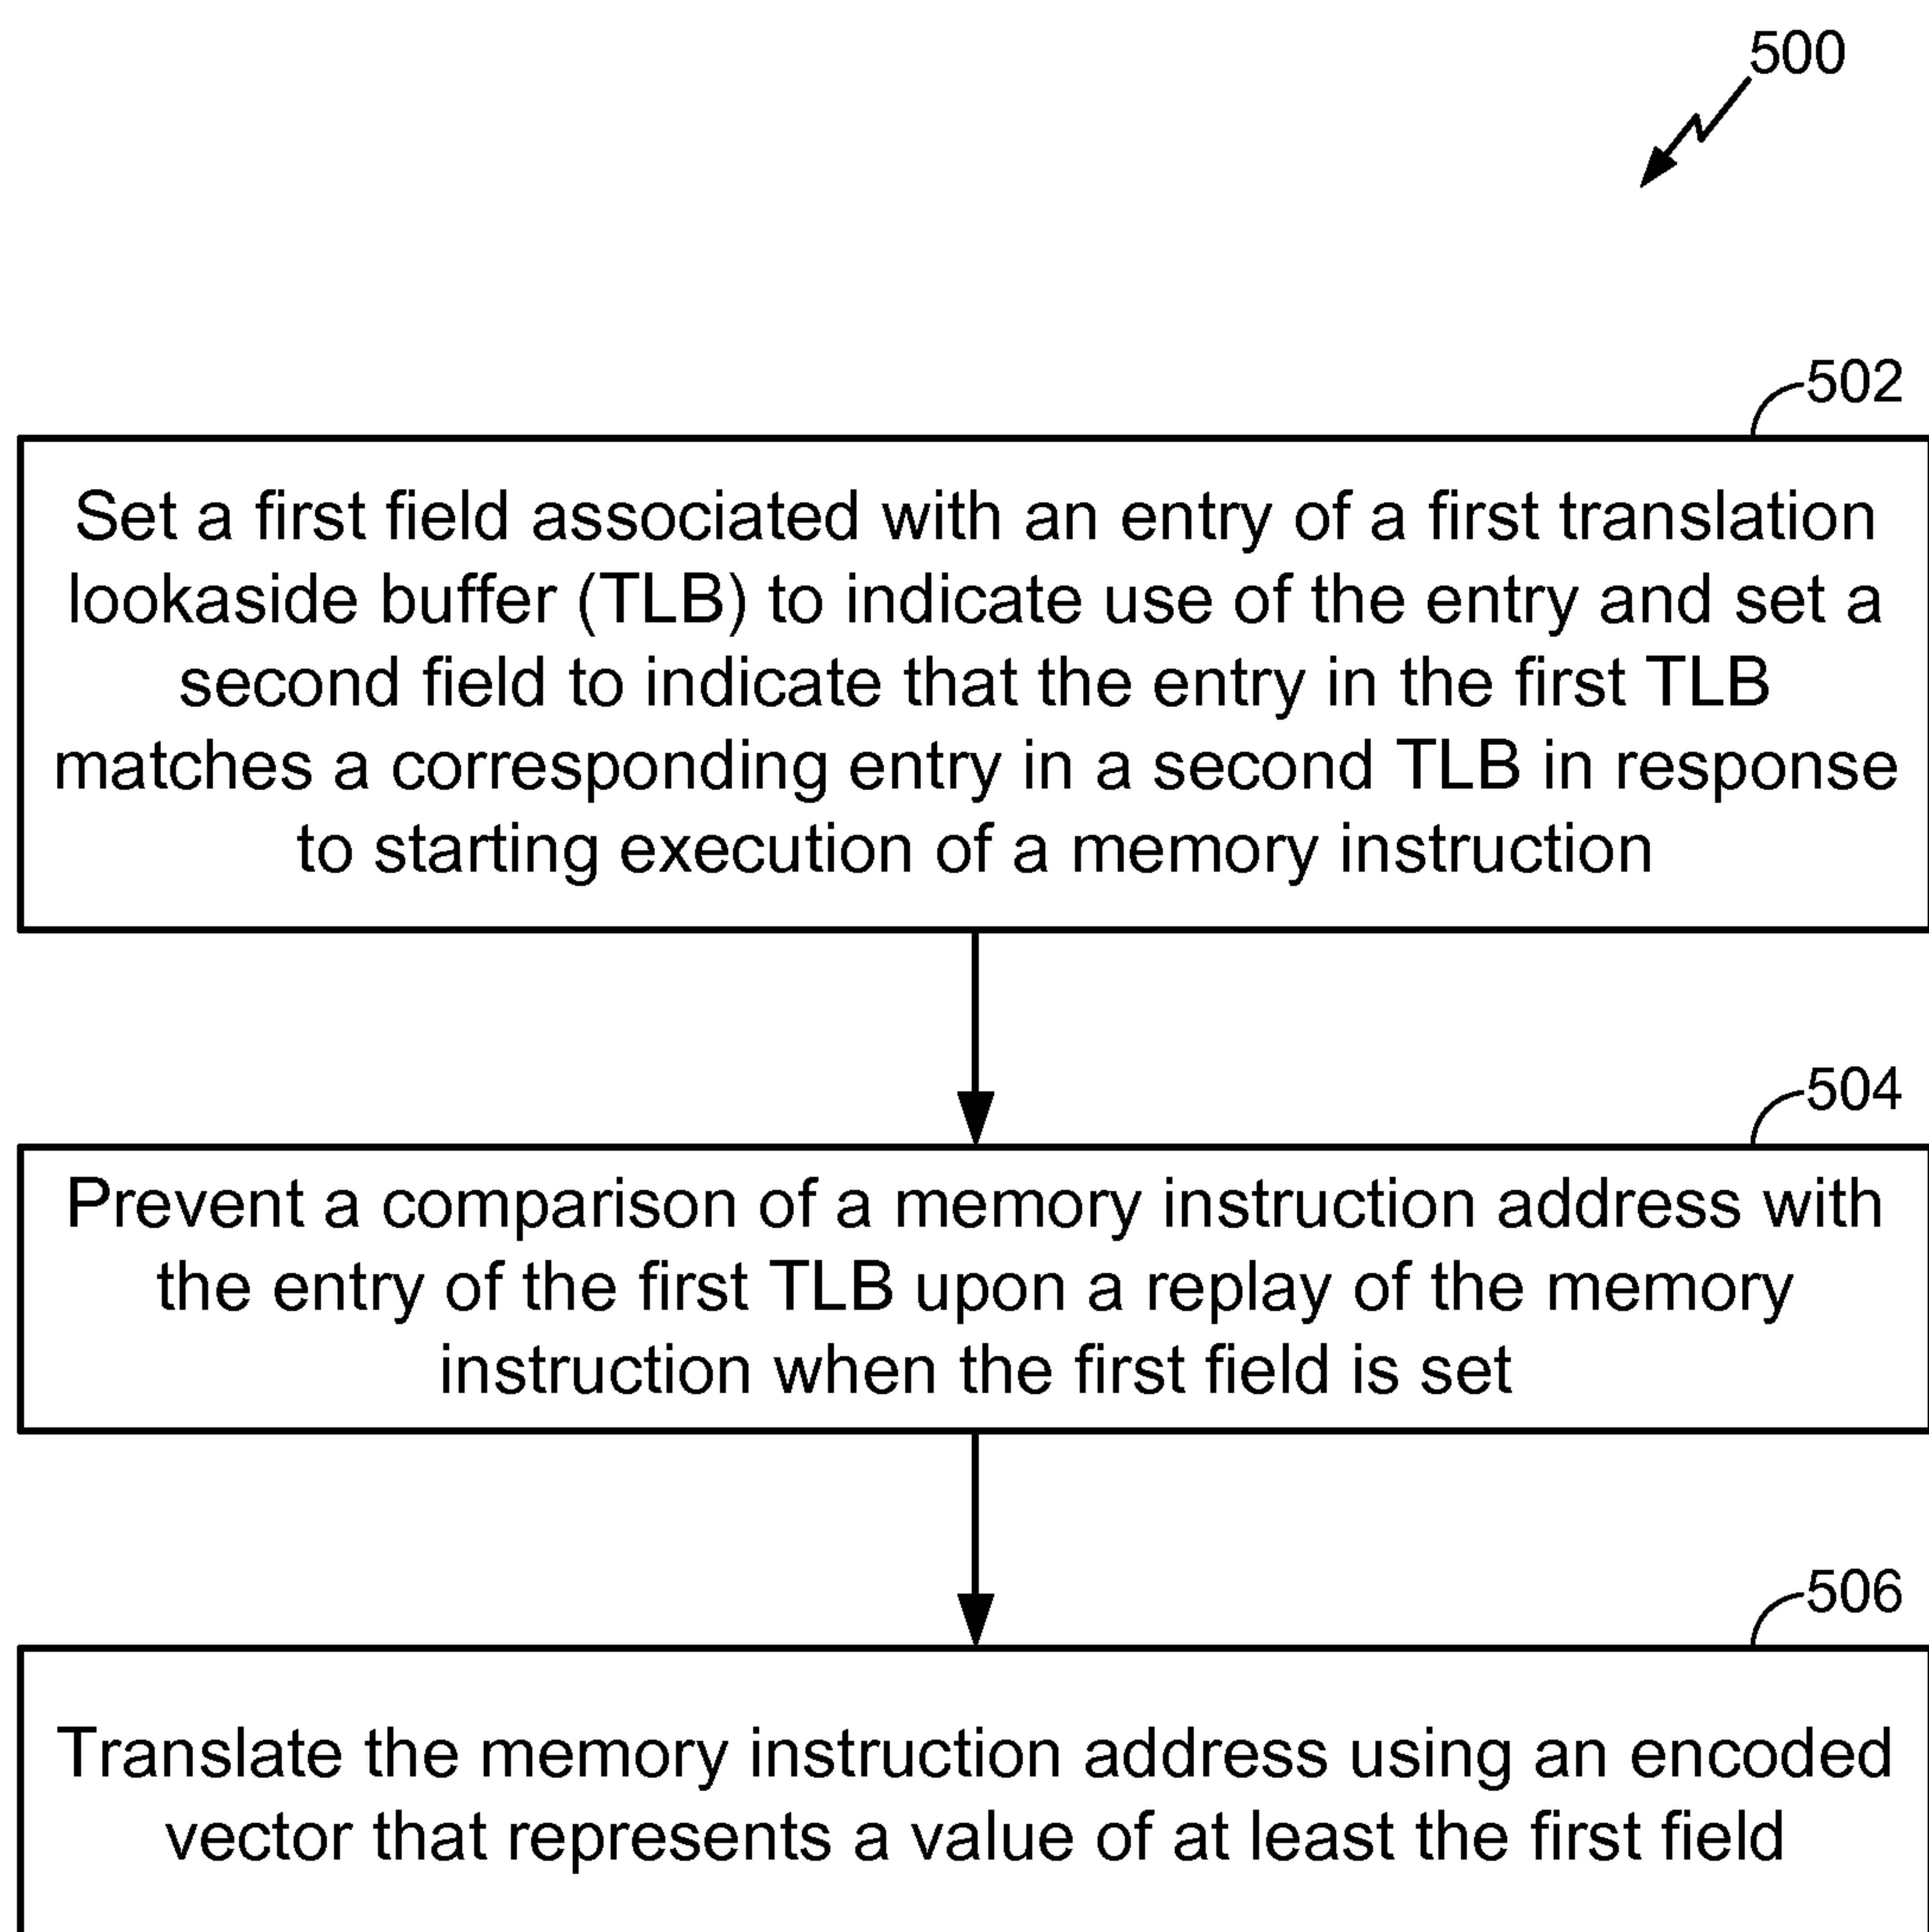 500
502
Set a first field associated with an entry of a first translation
lookaside buffer (TLB) to indicate use of the entry and set a
second field to indicate that the entry in the first TLB
matches a corresponding entry in a second TLB in response
to starting execution of a memory instruction
504
Prevent a comparison of a memory instruction address with
the entry of the first TLB upon a replay of the memory
instruction when the first field is set
506
Translate the memory instruction address using an encoded
vector that represents a value of at least the first field